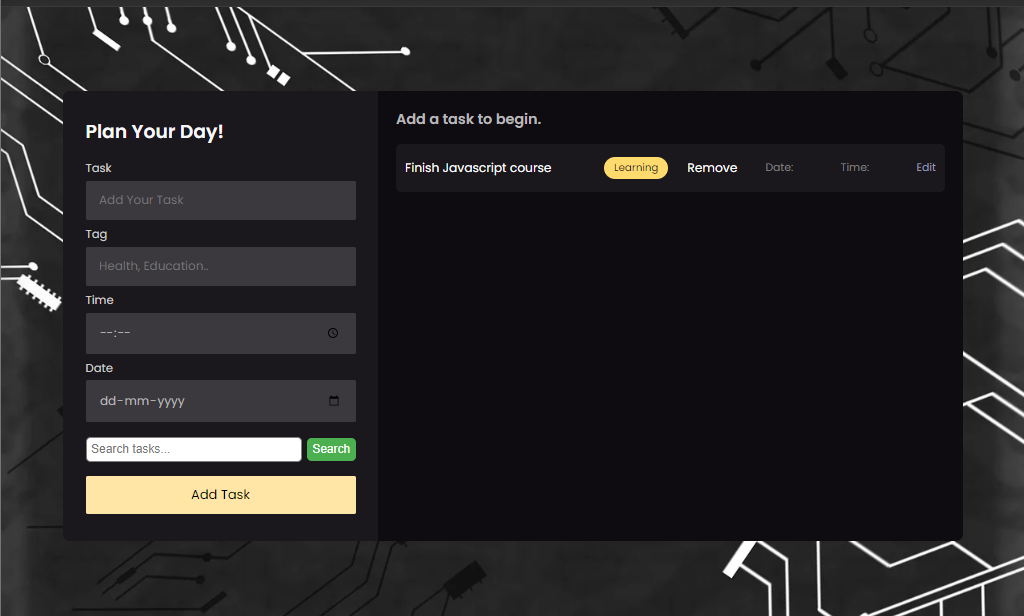 Plan Your Day!
Task
Add Your Task
Tag
Health, Education..
Time
--:--
Date
dd-mm-yyyy
Search tasks... Search
Add Task
Add a task to begin.
Finish Javascript course Learning Remove Date: Time: Edit